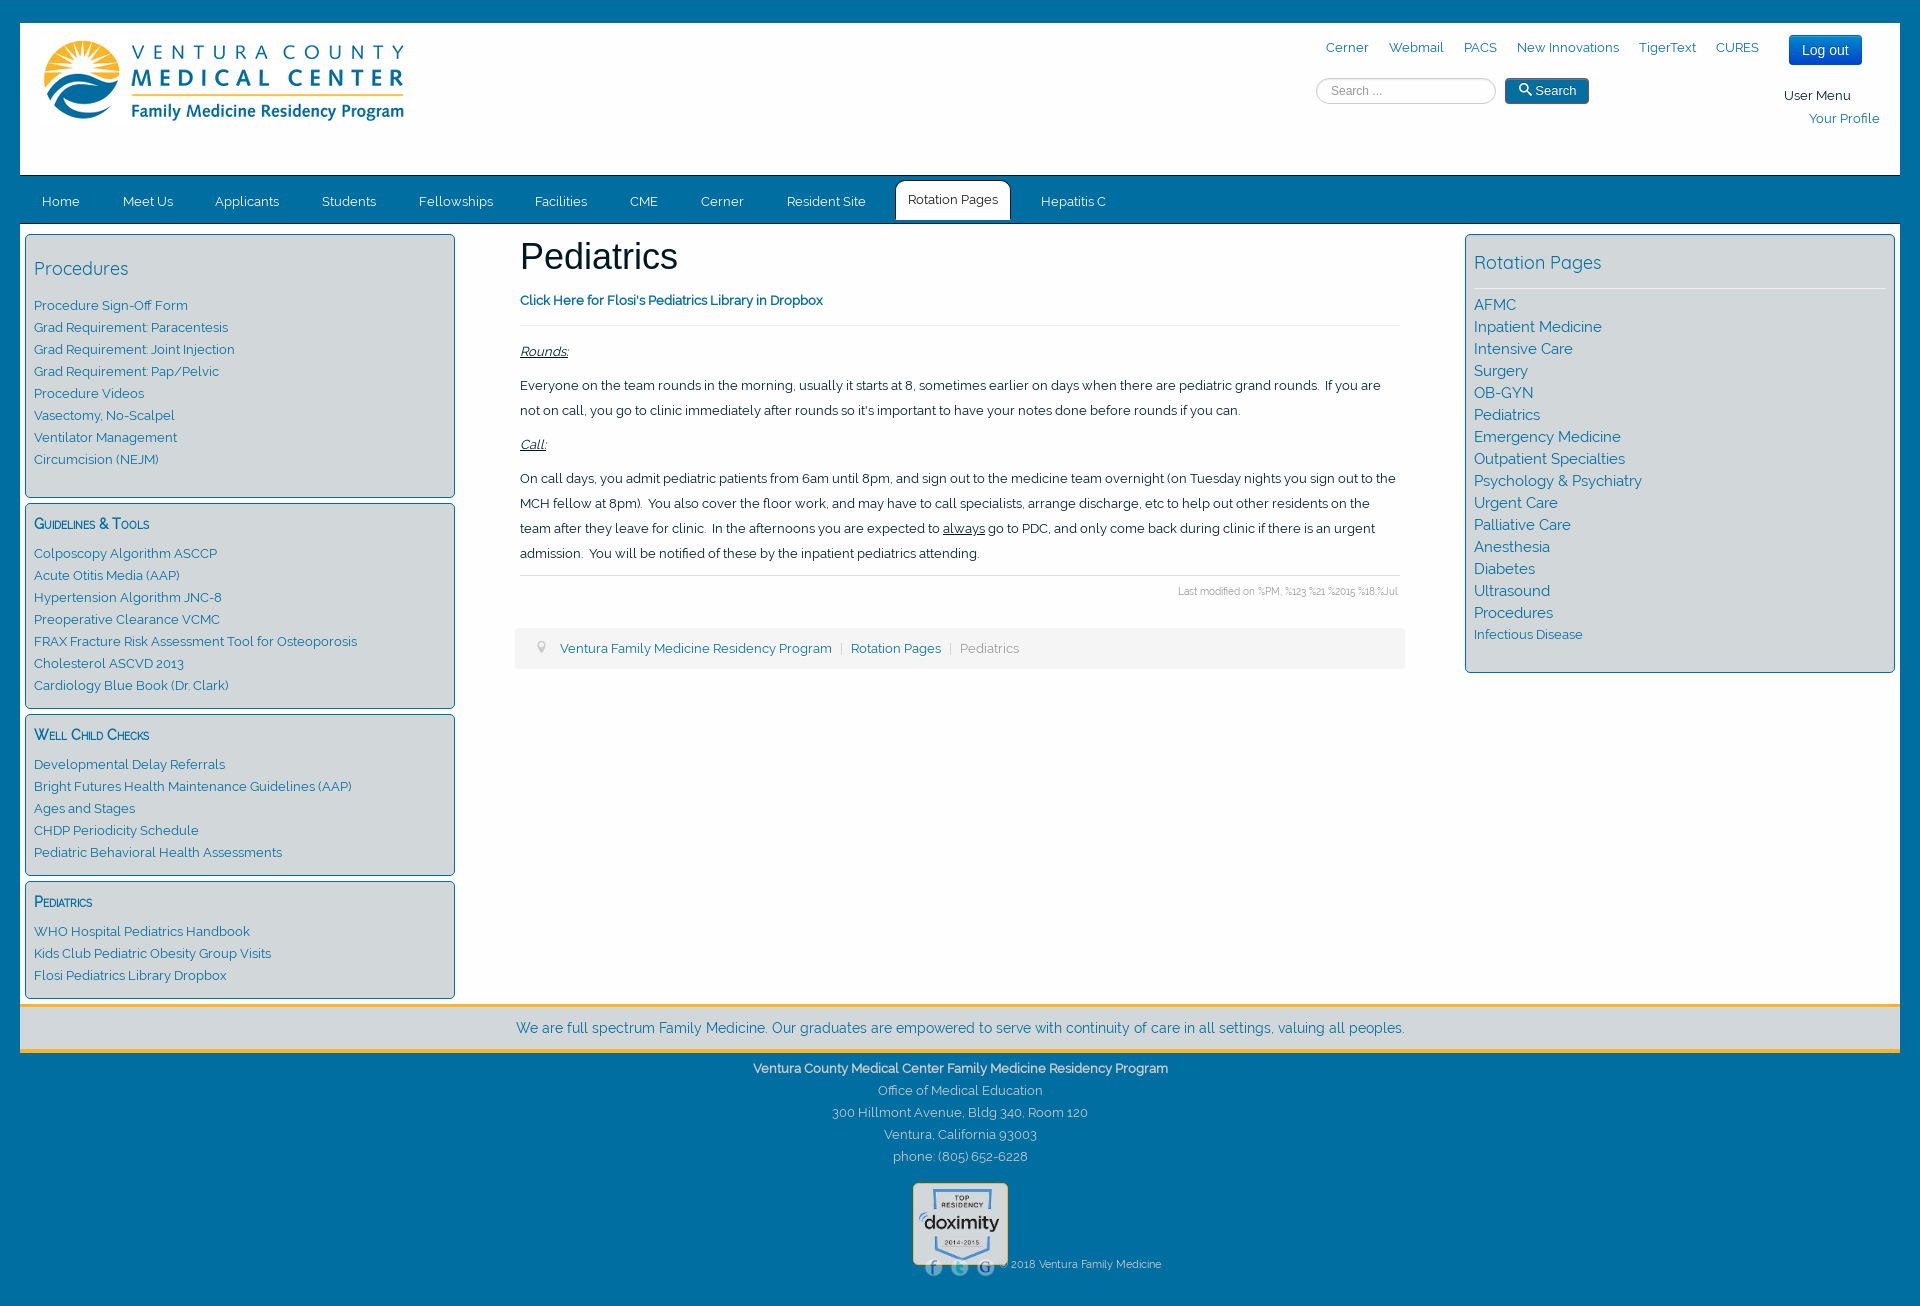 VENTURA COUNTY
MEDICAL CENTER
Family Medicine Residency Program
Cerner Webmail PACS New Innovations TigerText CURES
Log out
Search ...
Search
User Menu
Your Profile
Home Meet Us Applicants Students Fellowships Facilities CME Cerner Resident Site Rotation Pages Hepatitis C
Procedures
Procedure Sign-Off Form
Grad Requirement: Paracentesis
Grad Requirement: Joint Injection
Grad Requirement: Pap/Pelvic
Procedure Videos
Vasectomy, No-Scalpel
Ventilator Management
Circumcision (NEJM)
Guidelines & Tools
Colposcopy Algorithm ASCCP
Acute Otitis Media (AAP)
Hypertension Algorithm JNC-8
Preoperative Clearance VCMC
FRAX Fracture Risk Assessment Tool for Osteoporosis
Cholesterol ASCVD 2013
Cardiology Blue Book (Dr. Clark)
Well Child Checks
Developmental Delay Referrals
Bright Futures Health Maintenance Guidelines (AAP)
Ages and Stages
CHDP Periodicity Schedule
Pediatric Behavioral Health Assessments
Pediatrics
WHO Hospital Pediatrics Handbook
Kids Club Pediatric Obesity Group Visits
Flosi Pediatrics Library Dropbox
Pediatrics
Click Here for Flosi's Pediatrics Library in Dropbox
Rounds:
Everyone on the team rounds in the morning, usually it starts at 8, sometimes earlier on days when there are pediatric grand rounds. If you are
not on call, you go to clinic immediately after rounds so it's important to have your notes done before rounds if you can.
Call:
On call days, you admit pediatric patients from 6am until 8pm, and sign out to the medicine team overnight (on Tuesday nights you sign out to the
MCH fellow at 8pm). You also cover the floor work, and may have to call specialists, arrange discharge, etc to help out other residents on the
team after they leave for clinic. In the afternoons you are expected to always go to PDC, and only come back during clinic if there is an urgent
admission. You will be notified of these by the inpatient pediatrics attending.
Last modified on %PM, %123 %21 %2015 %18:%Jul
Ventura Family Medicine Residency Program | Rotation Pages | Pediatrics
Rotation Pages
AFMC
Inpatient Medicine
Intensive Care
Surgery
OB-GYN
Pediatrics
Emergency Medicine
Outpatient Specialties
Psychology & Psychiatry
Urgent Care
Palliative Care
Anesthesia
Diabetes
Ultrasound
Procedures
Infectious Disease
We are full spectrum Family Medicine. Our graduates are empowered to serve with continuity of care in all settings, valuing all peoples.
Ventura County Medical Center Family Medicine Residency Program
Office of Medical Education
300 Hillmont Avenue, Bldg 340, Room 120
Ventura, California 93003
phone: (805) 652-6228
TOP
RESIDENCY
doximity
2014-2015
f t G © 2018 Ventura Family Medicine